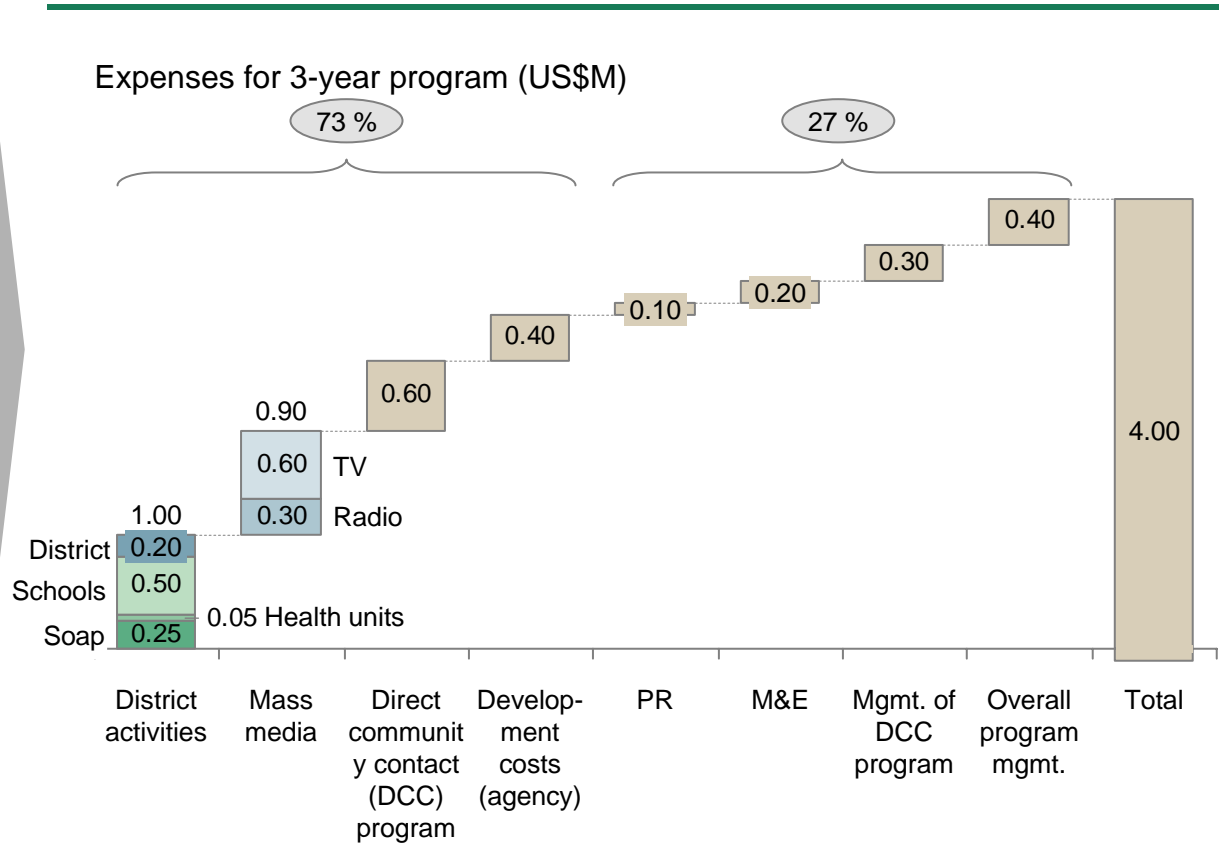 Expenses for 3-year program (US$M)
73 %
27 %
0.40
0.30
0.20
0.10
0.40
0.60
4.00
0.90
0.60 TV
0.30 Radio
1.00
District 0.20
Schools 0.50
0.05 Health units
Soap 0.25
District
activities
Mass
media
Direct
communit
y contact
(DCC)
program
Develop-
ment
costs
(agency)
PR
M&E
Mgmt. of
DCC
program
Overall
program
mgmt.
Total